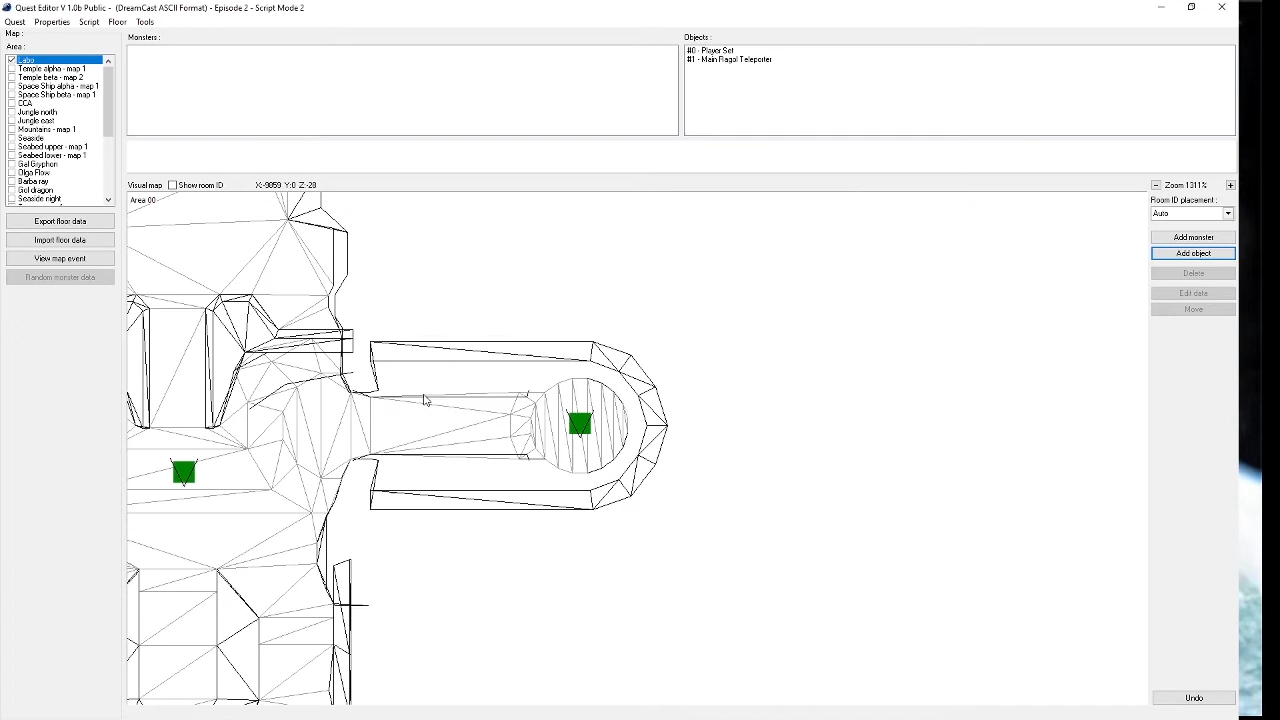 Quest Editor V 1.0b Public - (DreamCast ASCII Format) - Episode 2 - Script Mode 2
Quest Properties Script Floor Tools
Map :
Area :
Labo
Temple alpha - map 1
Temple beta - map 2
Space Ship alpha - map 1
Space Ship beta - map 1
CCA
Jungle north
Jungle east
Mountains - map 1
Seaside
Seabed upper - map 1
Seabed lower - map 1
Gal Gryphon
Olga Flow
Barba ray
Gol dragon
Seaside night
Export floor data
Import floor data
View map event
Random monster data
Monsters :
Objects :
#0 - Player Set
#1 - Main Ragol Teleporter
Visual map Show room ID X:-9859 Y:0 Z:-28
Area 00
Zoom 1311%
Room ID placement :
Auto
Add monster
Add object
Delete
Edit data
Move
Undo